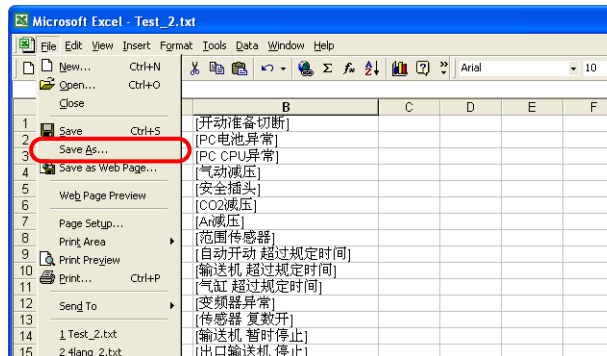 Microsoft Excel - Test_2.txt
File Edit View Insert Format Tools Data Window Help
New... Ctrl+N
Arial 10
Open... Ctrl+O
Close
B C D E F
1 [开动准备切断]
Save Ctrl+S
2 [PC电池异常]
Save As...
3 [PC CPU异常]
Save as Web Page...
4 [气动减压]
5 [安全插头]
Web Page Preview
6 [CO2减压]
Page Setup...
7 [Ar减压]
Print Area
8 [范围传感器]
Print Preview
9 [自动开动 超过规定时间]
Print... Ctrl+P
10 [输送机 超过规定时间]
11 [气缸 超过规定时间]
Send To
12 [变频器异常]
13 [传感器 复数开]
1 Test_2.txt
14 [输送机 暂时停止]
2 4lang_2.txt
15 [出口输送机 停止]